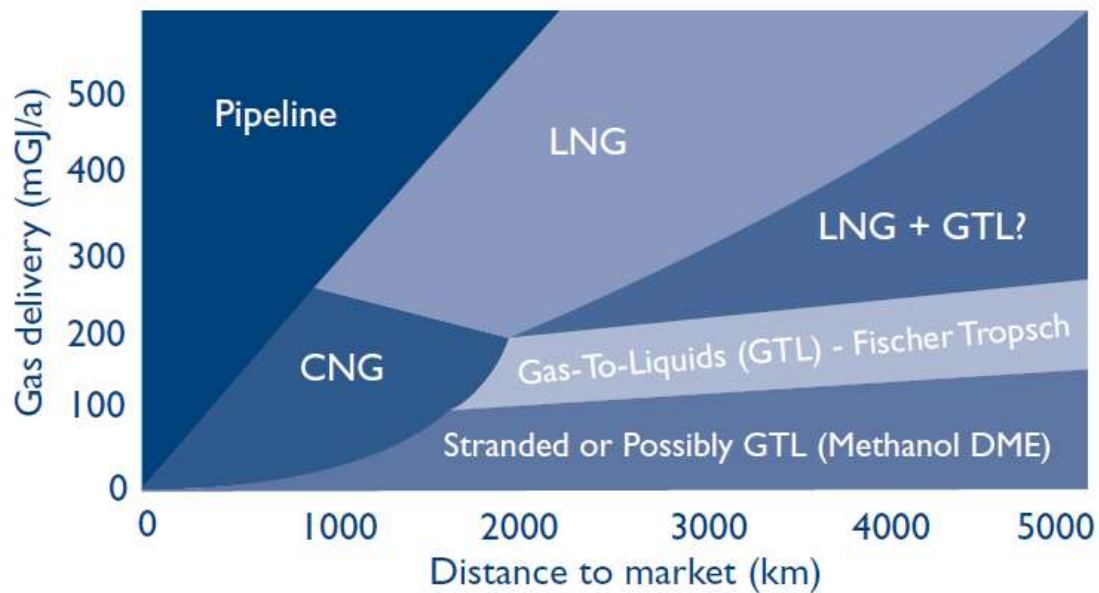 Gas delivery (mGJ/a)
500
400
300
200
100
0
Pipeline
LNG
LNG + GTL?
CNG
Gas-To-Liquids (GTL) - Fischer Tropsch
Stranded or Possibly GTL (Methanol DME)
0 1000 2000 3000 4000 5000
Distance to market (km)